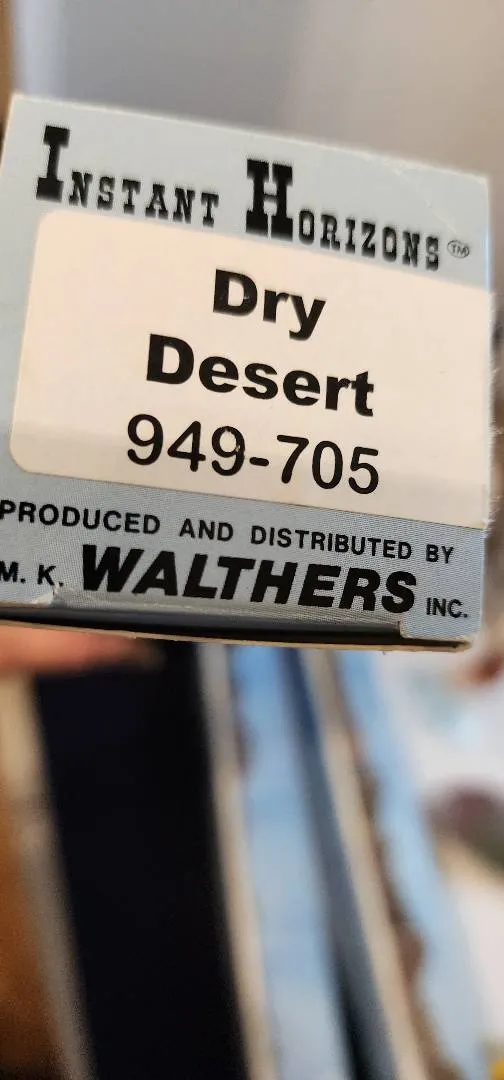 INSTANT HORIZONS™
Dry
Desert
949-705
PRODUCED AND DISTRIBUTED BY
M. K. WALTHERS INC.